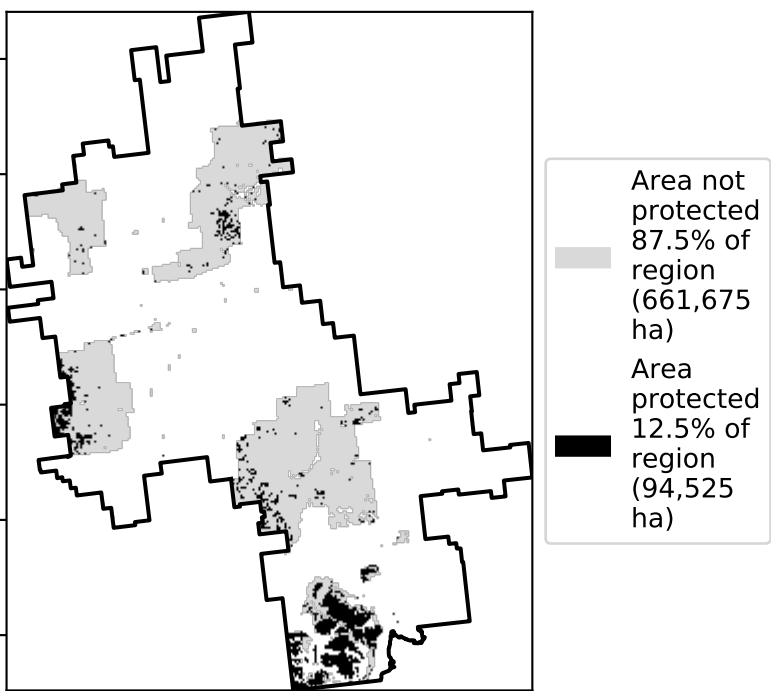 Area not
protected
87.5% of
region
(661,675
ha)
Area
protected
12.5% of
region
(94,525
ha)